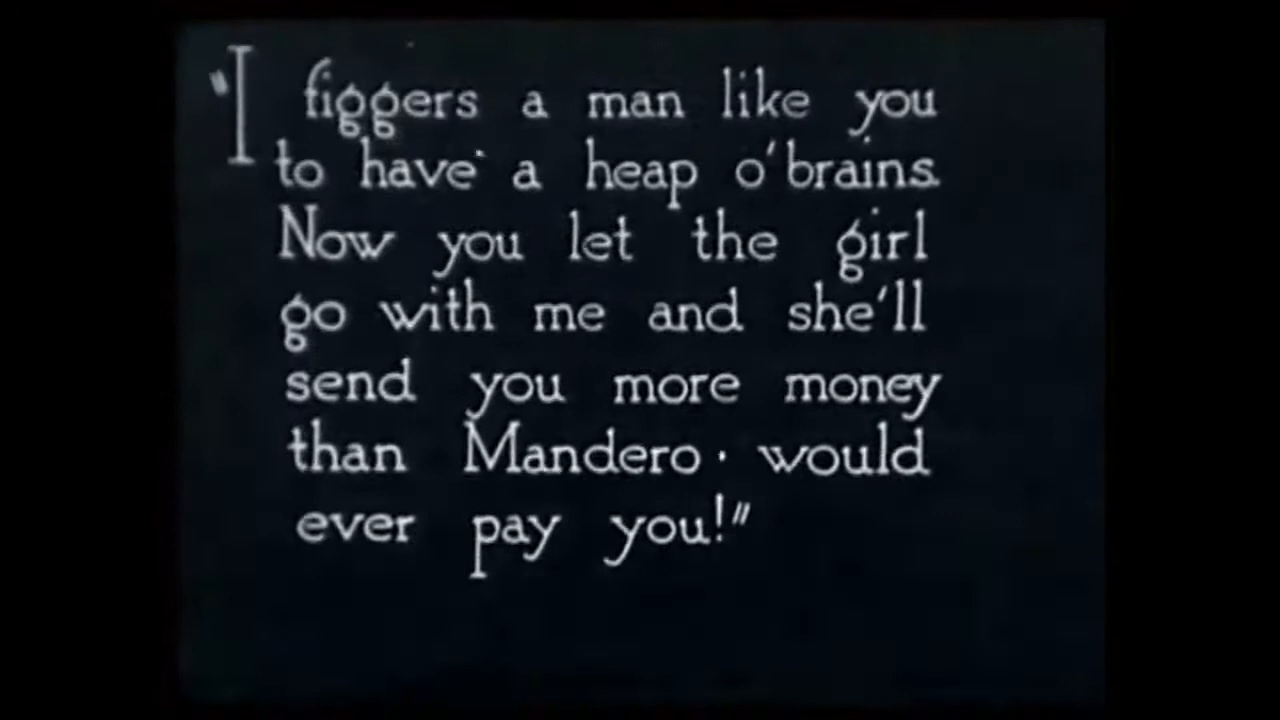 "I figgers a man like you
to have a heap o' brains.
Now you let the girl
go with me and she'll
send you more money
than Mandero would
ever pay you!"